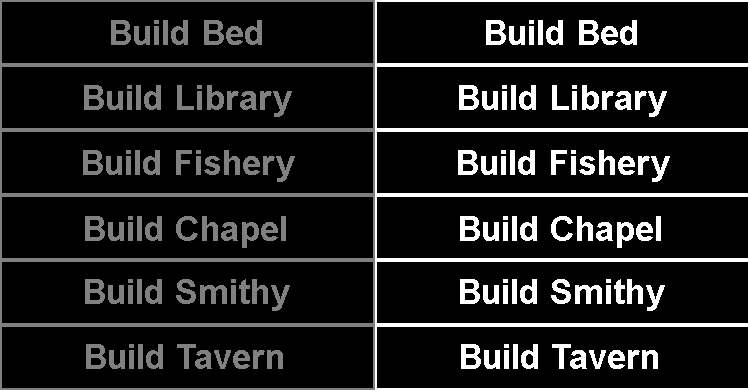 Build Bed Build Bed
Build Library Build Library
Build Fishery Build Fishery
Build Chapel Build Chapel
Build Smithy Build Smithy
Build Tavern Build Tavern